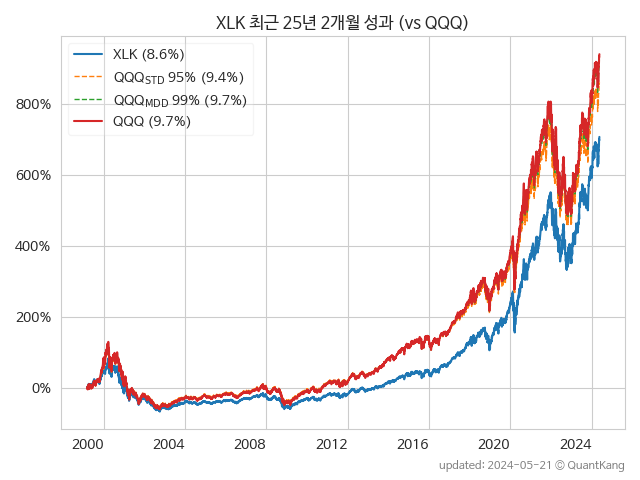 XLK 최근 25년 2개월 성과 (vs QQQ)
XLK (8.6%)
QQQSTD 95% (9.4%)
QQQMDD 99% (9.7%)
QQQ (9.7%)
800%
600%
400%
200%
0%
2000 2004 2008 2012 2016 2020 2024
updated: 2024-05-21 © QuantKang